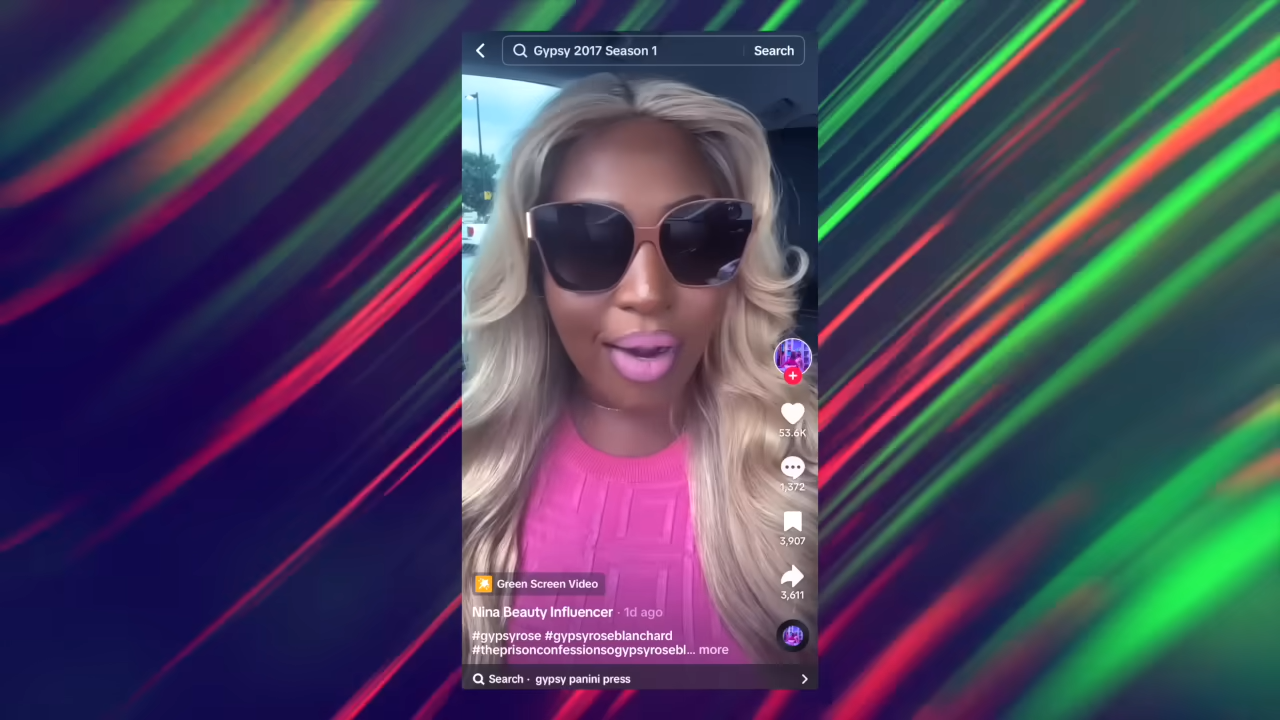 Gypsy 2017 Season 1
Search
53.6K
1,372
3,907
3,611
Green Screen Video
Nina Beauty Influencer · 1d ago
#gypsyrose #gypsyroseblanchard
#theprisonconfessionsogypsyrosebl... more
Search · gypsy panini press